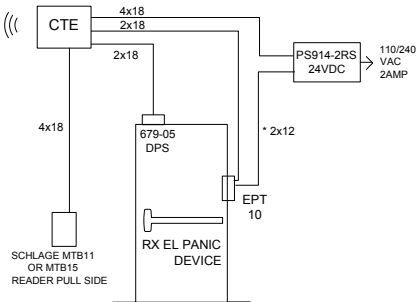 4x18
CTE
2x18
2x18
PS914-2RS
24VDC
110/240
VAC
2AMP
4x18
679-05
DPS
* 2x12
EPT
10
RX EL PANIC
DEVICE
SCHLAGE MTB11
OR MTB15
READER PULL SIDE